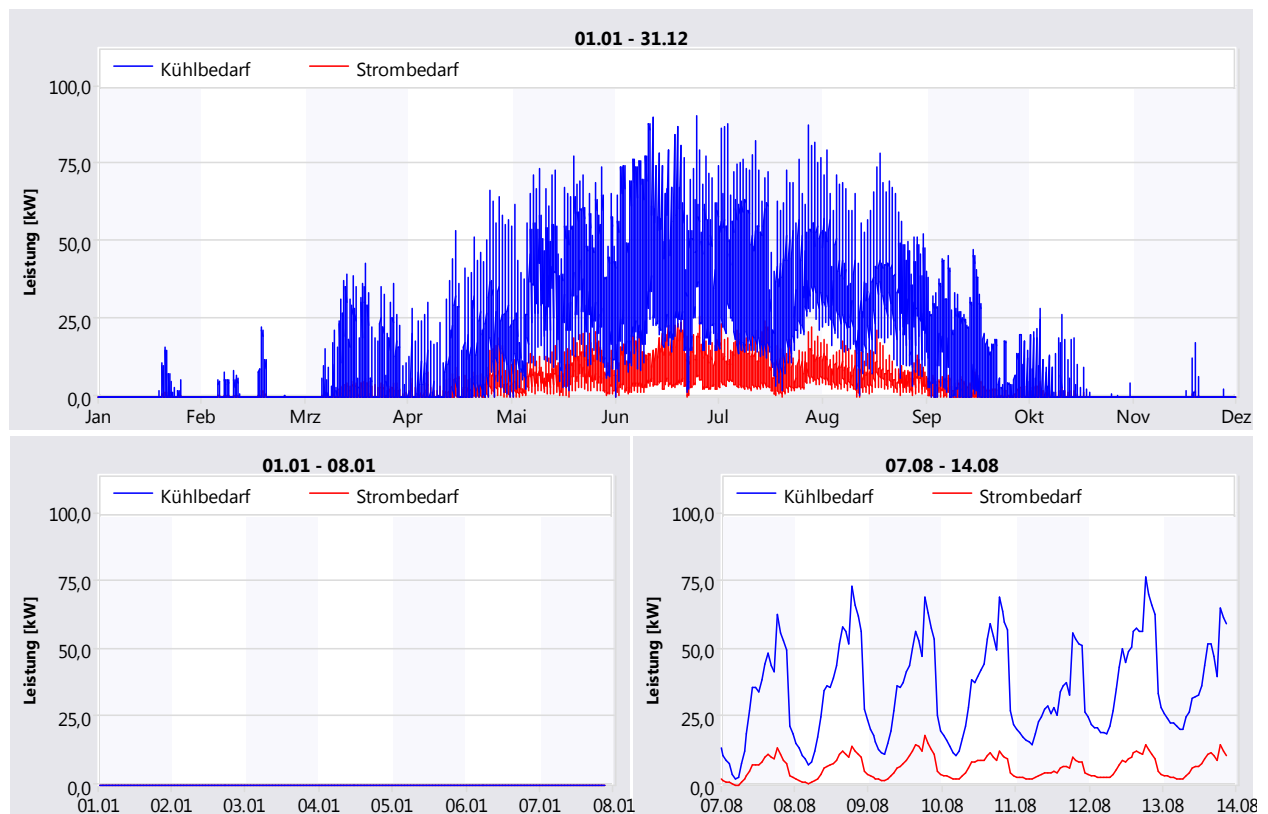 01.01 - 31.12
Kühlbedarf Strombedarf
100,0
75,0
50,0
25,0
0,0
Leistung [kW]
Jan Feb Mrz Apr Mai Jun Jul Aug Sep Okt Nov Dez
01.01 - 08.01
Kühlbedarf Strombedarf
100,0
75,0
50,0
25,0
0,0
Leistung [kW]
01.01 02.01 03.01 04.01 05.01 06.01 07.01 08.01
07.08 - 14.08
Kühlbedarf Strombedarf
100,0
75,0
50,0
25,0
0,0
Leistung [kW]
07.08 08.08 09.08 10.08 11.08 12.08 13.08 14.08